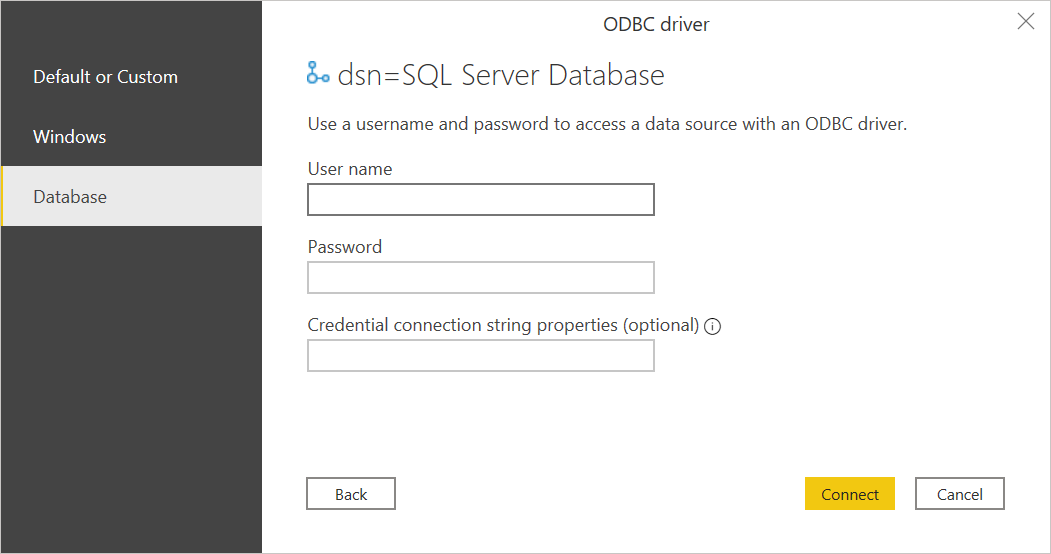 ODBC driver
Default or Custom
Windows
Database
dsn=SQL Server Database
Use a username and password to access a data source with an ODBC driver.
User name
Password
Credential connection string properties (optional)
Back
Connect
Cancel